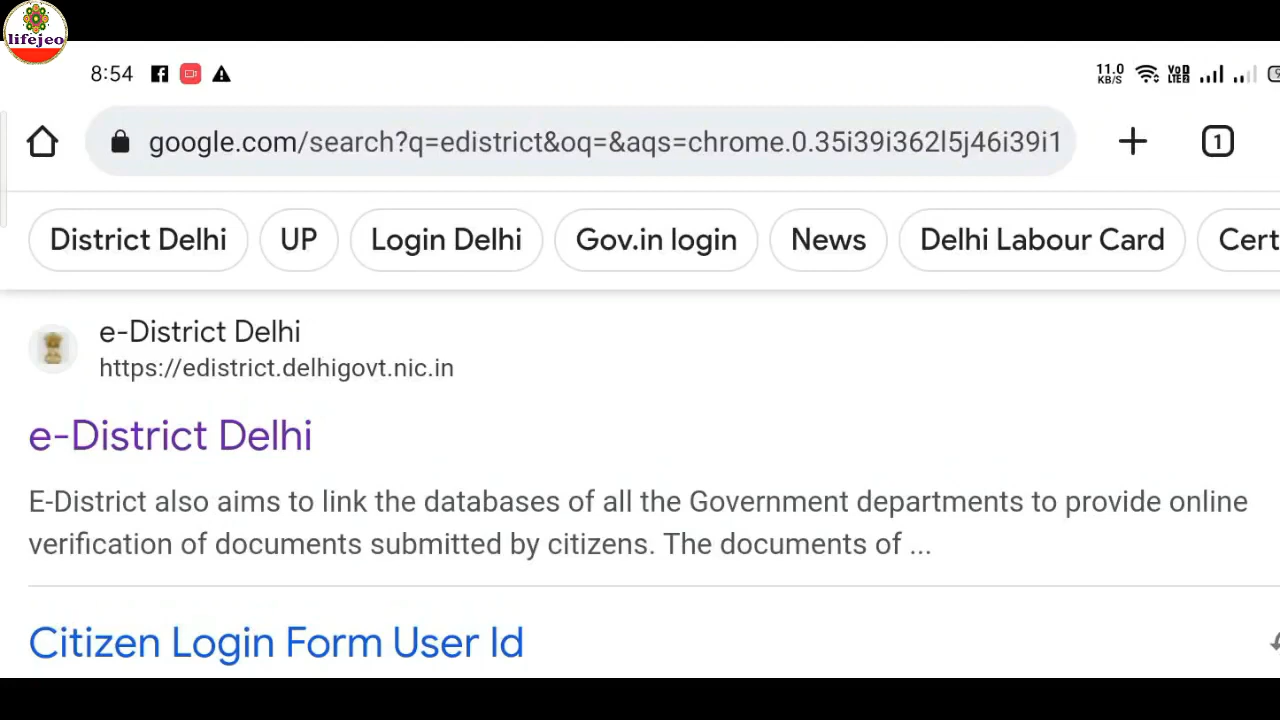 lifejeo
8:54
11.0
KB/S
Vo
LTE2
google.com/search?q=edistrict&oq=&aqs=chrome.0.35i39i362l5j46i39i1
1
District Delhi
UP
Login Delhi
Gov.in login
News
Delhi Labour Card
Cert
e-District Delhi
https://edistrict.delhigovt.nic.in
e-District Delhi
E-District also aims to link the databases of all the Government departments to provide online
verification of documents submitted by citizens. The documents of ...
Citizen Login Form User Id